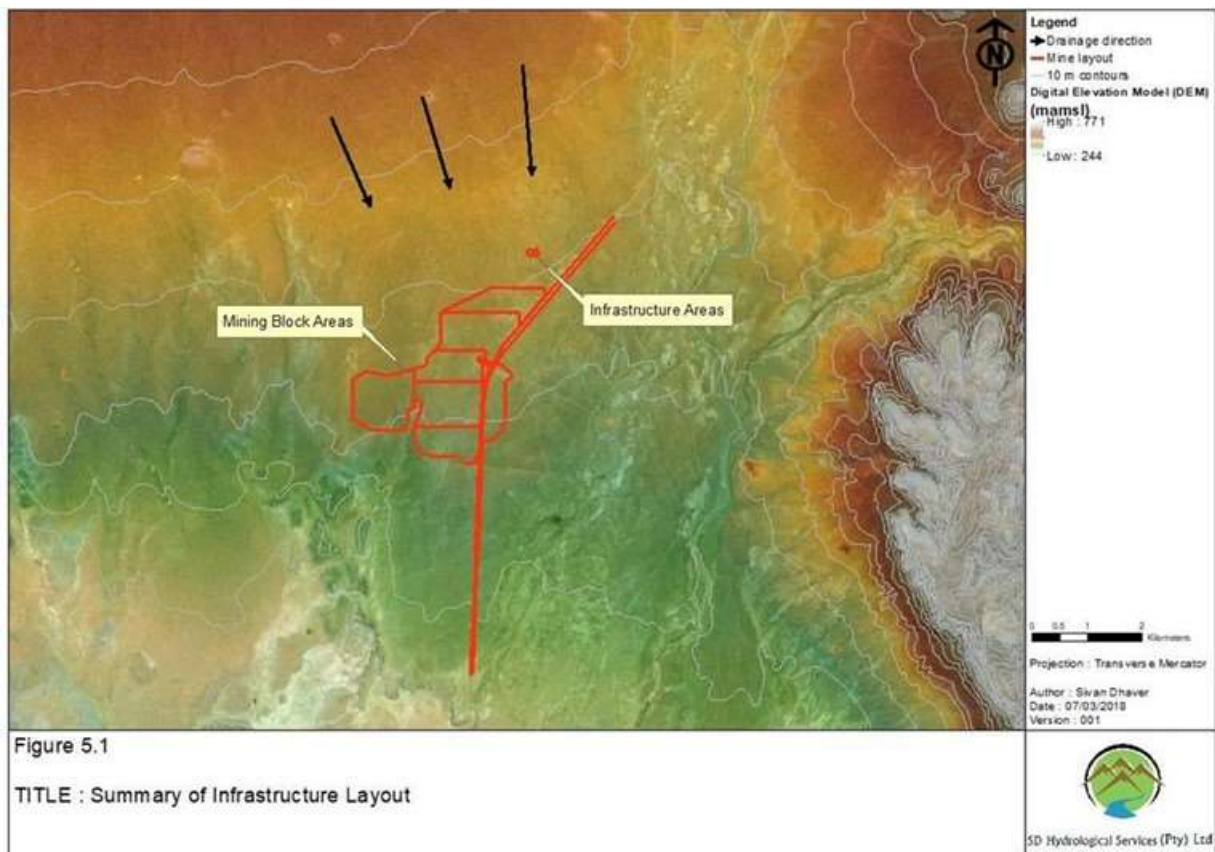 Legend
Drainage direction
Mine layout
10 m contours
Digital Elevation Model (DEM)
(mamsl)
High : 771
Low : 244
N
Mining Block Areas
Infrastructure Areas
0 0.5 1 2
Kilometers
Projection : Transverse Mercator
Author : Sivan Dhaver
Date : 07/03/2018
Version : 001
Figure 5.1
TITLE : Summary of Infrastructure Layout
SD Hydrological Services (Pty) Ltd